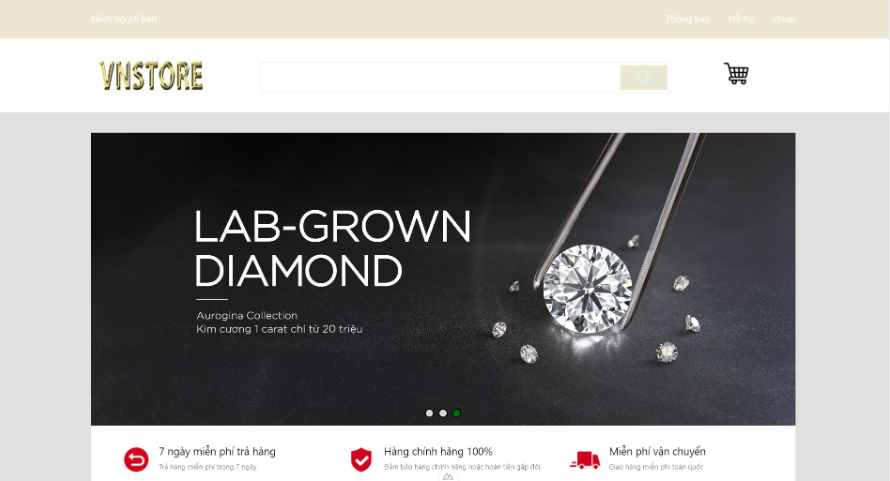 Kênh người bán
Thông báo
Hỗ trợ
chuoi
VNSTORE
LAB-GROWN
DIAMOND
Aurogina Collection
Kim cương 1 carat chỉ từ 20 triệu
7 ngày miễn phí trả hàng
Trả hàng miễn phí trong 7 ngày
Hàng chính hãng 100%
Đảm bảo hàng chính hãng hoặc hoàn tiền gấp đôi
Miễn phí vận chuyển
Giao hàng miễn phí toàn quốc